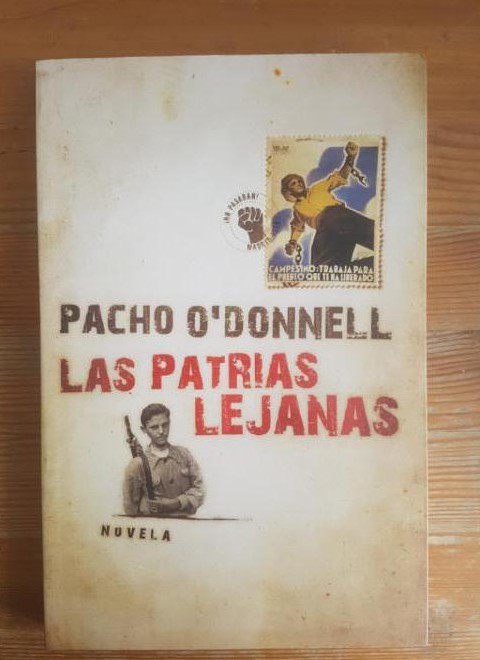 ¡NO PASARAN!
MADRID
CAMPESINO: TRABAJA PARA
EL PUEBLO QUE TE HA LIBERADO
PACHO O'DONNELL
LAS PATRIAS
LEJANAS
NOVELA